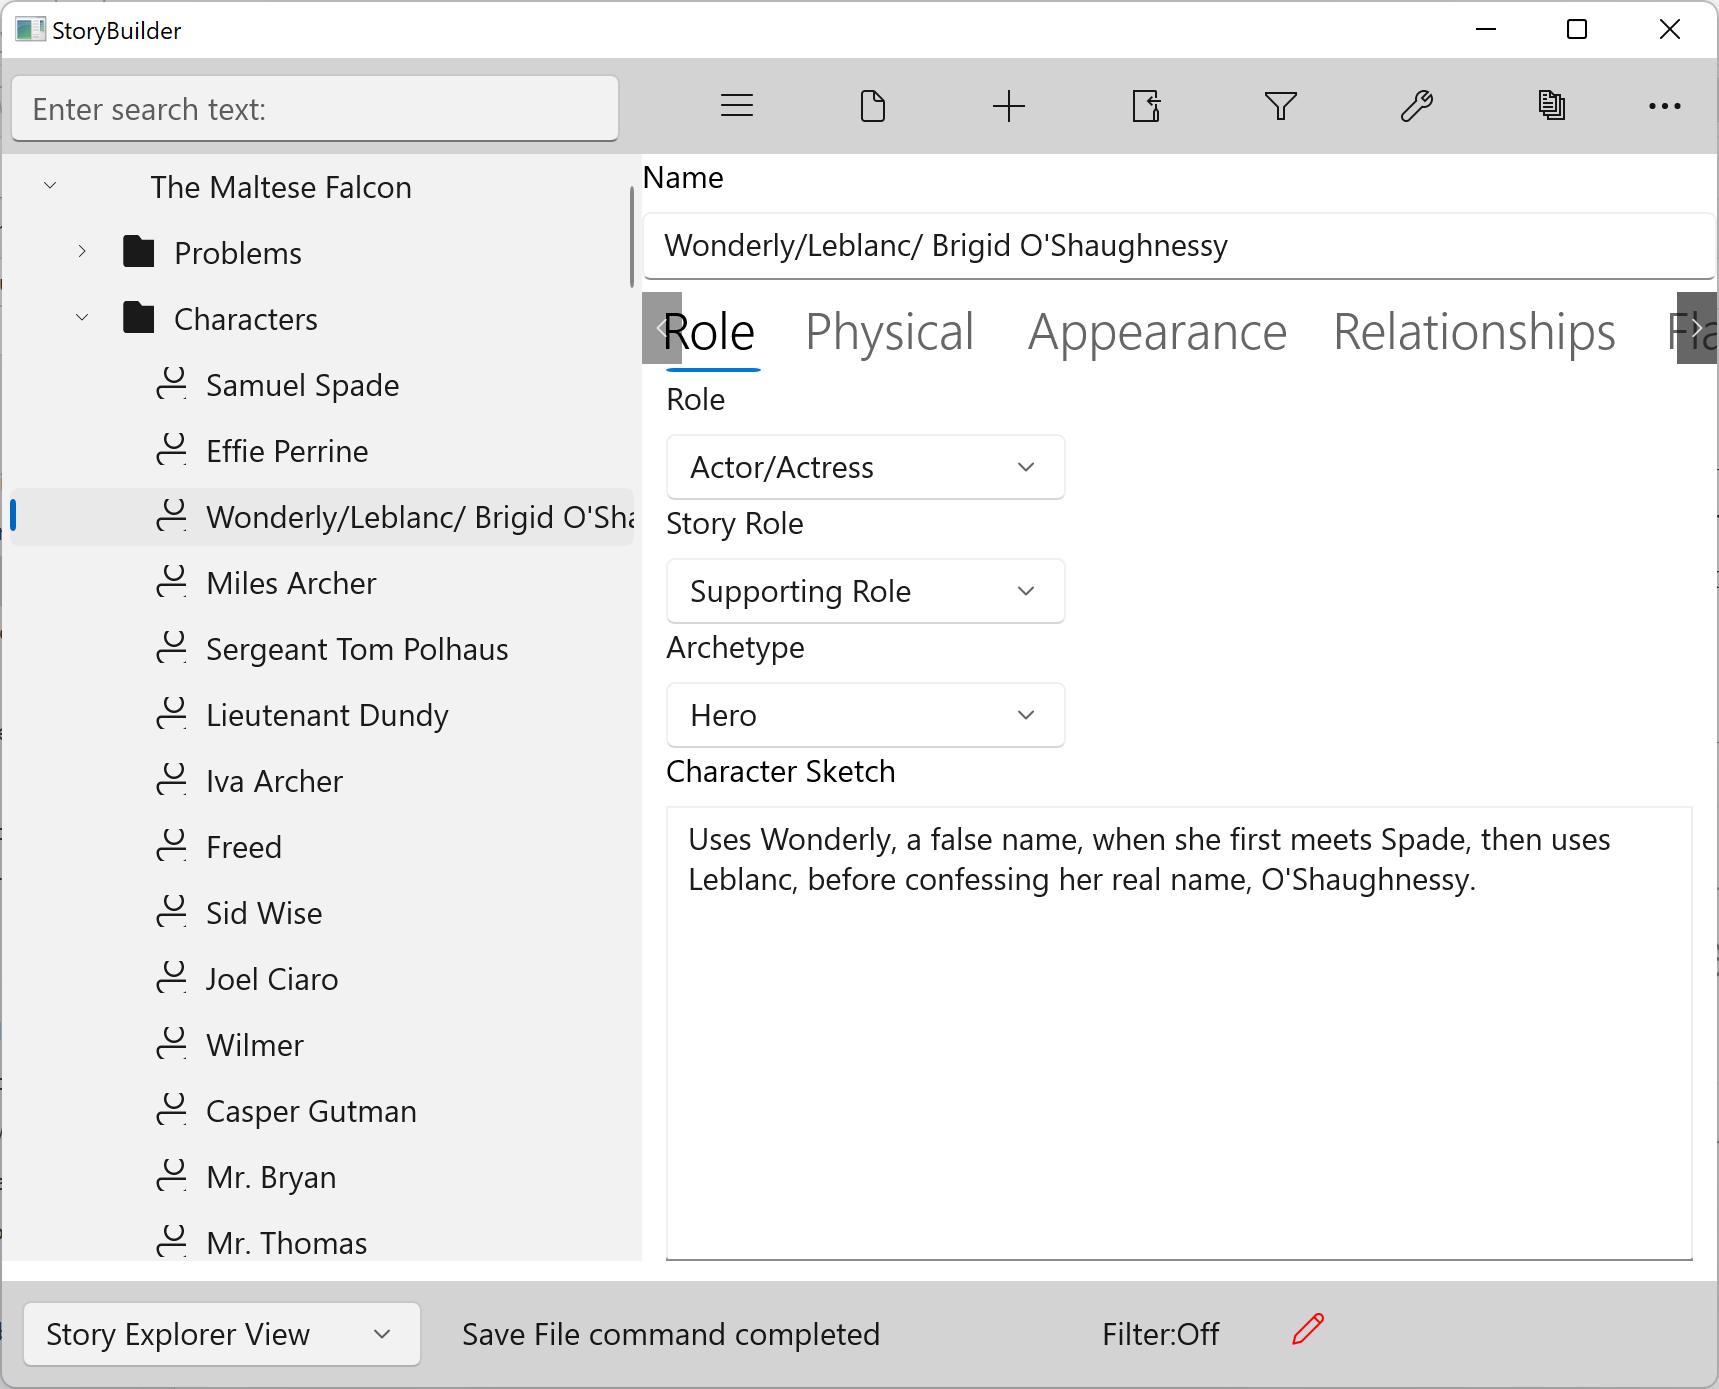 StoryBuilder
Enter search text:
The Maltese Falcon
Problems
Characters
Samuel Spade
Effie Perrine
Wonderly/Leblanc/ Brigid O'Sha
Miles Archer
Sergeant Tom Polhaus
Lieutenant Dundy
Iva Archer
Freed
Sid Wise
Joel Ciaro
Wilmer
Casper Gutman
Mr. Bryan
Mr. Thomas
Name
Wonderly/Leblanc/ Brigid O'Shaughnessy
Role Physical Appearance Relationships Fla
Role
Actor/Actress
Story Role
Supporting Role
Archetype
Hero
Character Sketch
Uses Wonderly, a false name, when she first meets Spade, then uses
Leblanc, before confessing her real name, O'Shaughnessy.
Story Explorer View
Save File command completed
Filter:Off